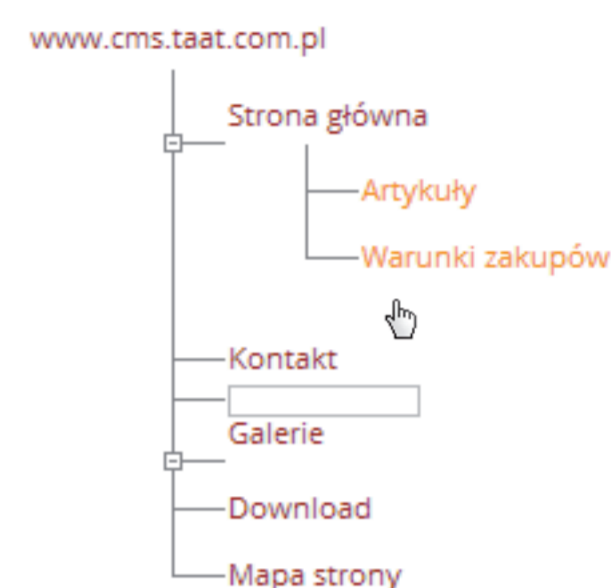 www.cms.taat.com.pl
Strona główna
Artykuły
Warunki zakupów
Kontakt
Galerie
Download
Mapa strony